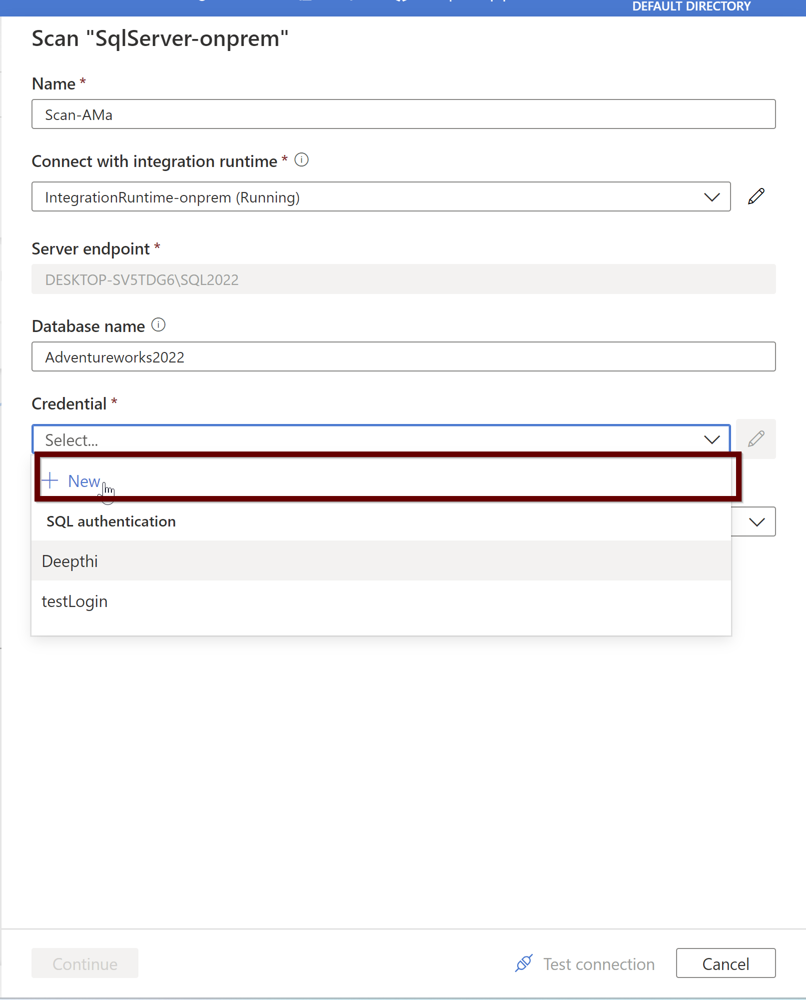 DEFAULT DIRECTORY
Scan "SqlServer-onprem"
Name *
Scan-AMa
Connect with integration runtime *
IntegrationRuntime-onprem (Running)
Server endpoint *
DESKTOP-SV5TDG6\SQL2022
Database name
Adventureworks2022
Credential *
Select...
New
SQL authentication
Deepthi
testLogin
Continue
Test connection
Cancel